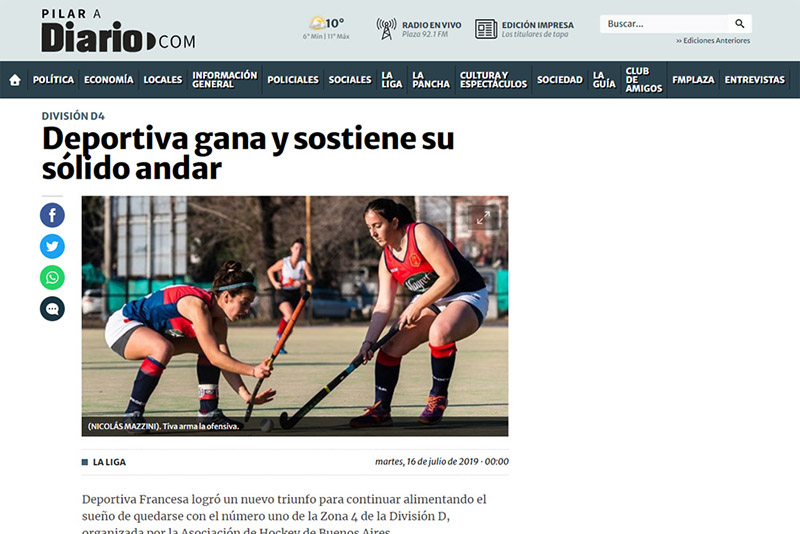 PILAR A
Diario COM
10°
6° Min | 11° Máx
RADIO EN VIVO
Plaza 92.1 FM
EDICIÓN IMPRESA
Los titulares de tapa
Buscar...
»» Ediciones Anteriores
POLÍTICA
ECONOMÍA
LOCALES
INFORMACIÓN
GENERAL
POLICIALES
SOCIALES
LA
LIGA
LA
PANCHA
CULTURA Y
ESPECTÁCULOS
SOCIEDAD
LA
GUÍA
CLUB
DE
AMIGOS
FMPLAZA
ENTREVISTAS
DIVISIÓN D4
Deportiva gana y sostiene su
sólido andar
(NICOLÁS MAZZINI). Tiva arma la ofensiva.
LA LIGA
martes, 16 de julio de 2019 - 00:00
Deportiva Francesa logró un nuevo triunfo para continuar alimentando el
sueño de quedarse con el número uno de la Zona 4 de la División D,
organizada por la Asociación de Hockey de Buenos Aires.